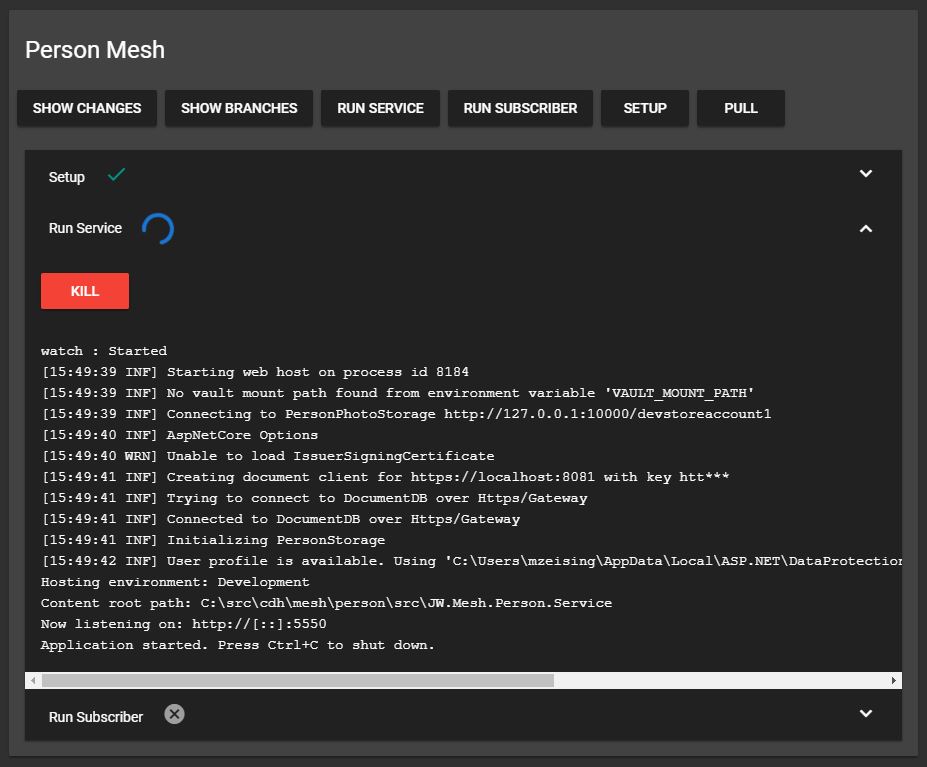 Person Mesh
SHOW CHANGES SHOW BRANCHES RUN SERVICE RUN SUBSCRIBER SETUP PULL
Setup
Run Service
KILL
watch : Started
[15:49:39 INF] Starting web host on process id 8184
[15:49:39 INF] No vault mount path found from environment variable 'VAULT_MOUNT_PATH'
[15:49:39 INF] Connecting to PersonPhotoStorage http://127.0.0.1:10000/devstoreaccount1
[15:49:40 INF] AspNetCore Options
[15:49:40 WRN] Unable to load IssuerSigningCertificate
[15:49:41 INF] Creating document client for https://localhost:8081 with key htt***
[15:49:41 INF] Trying to connect to DocumentDB over Https/Gateway
[15:49:41 INF] Connected to DocumentDB over Https/Gateway
[15:49:41 INF] Initializing PersonStorage
[15:49:42 INF] User profile is available. Using 'C:\Users\mzeising\AppData\Local\ASP.NET\DataProtection
Hosting environment: Development
Content root path: C:\src\cdh\mesh\person\src\JW.Mesh.Person.Service
Now listening on: http://[::]:5550
Application started. Press Ctrl+C to shut down.
Run Subscriber